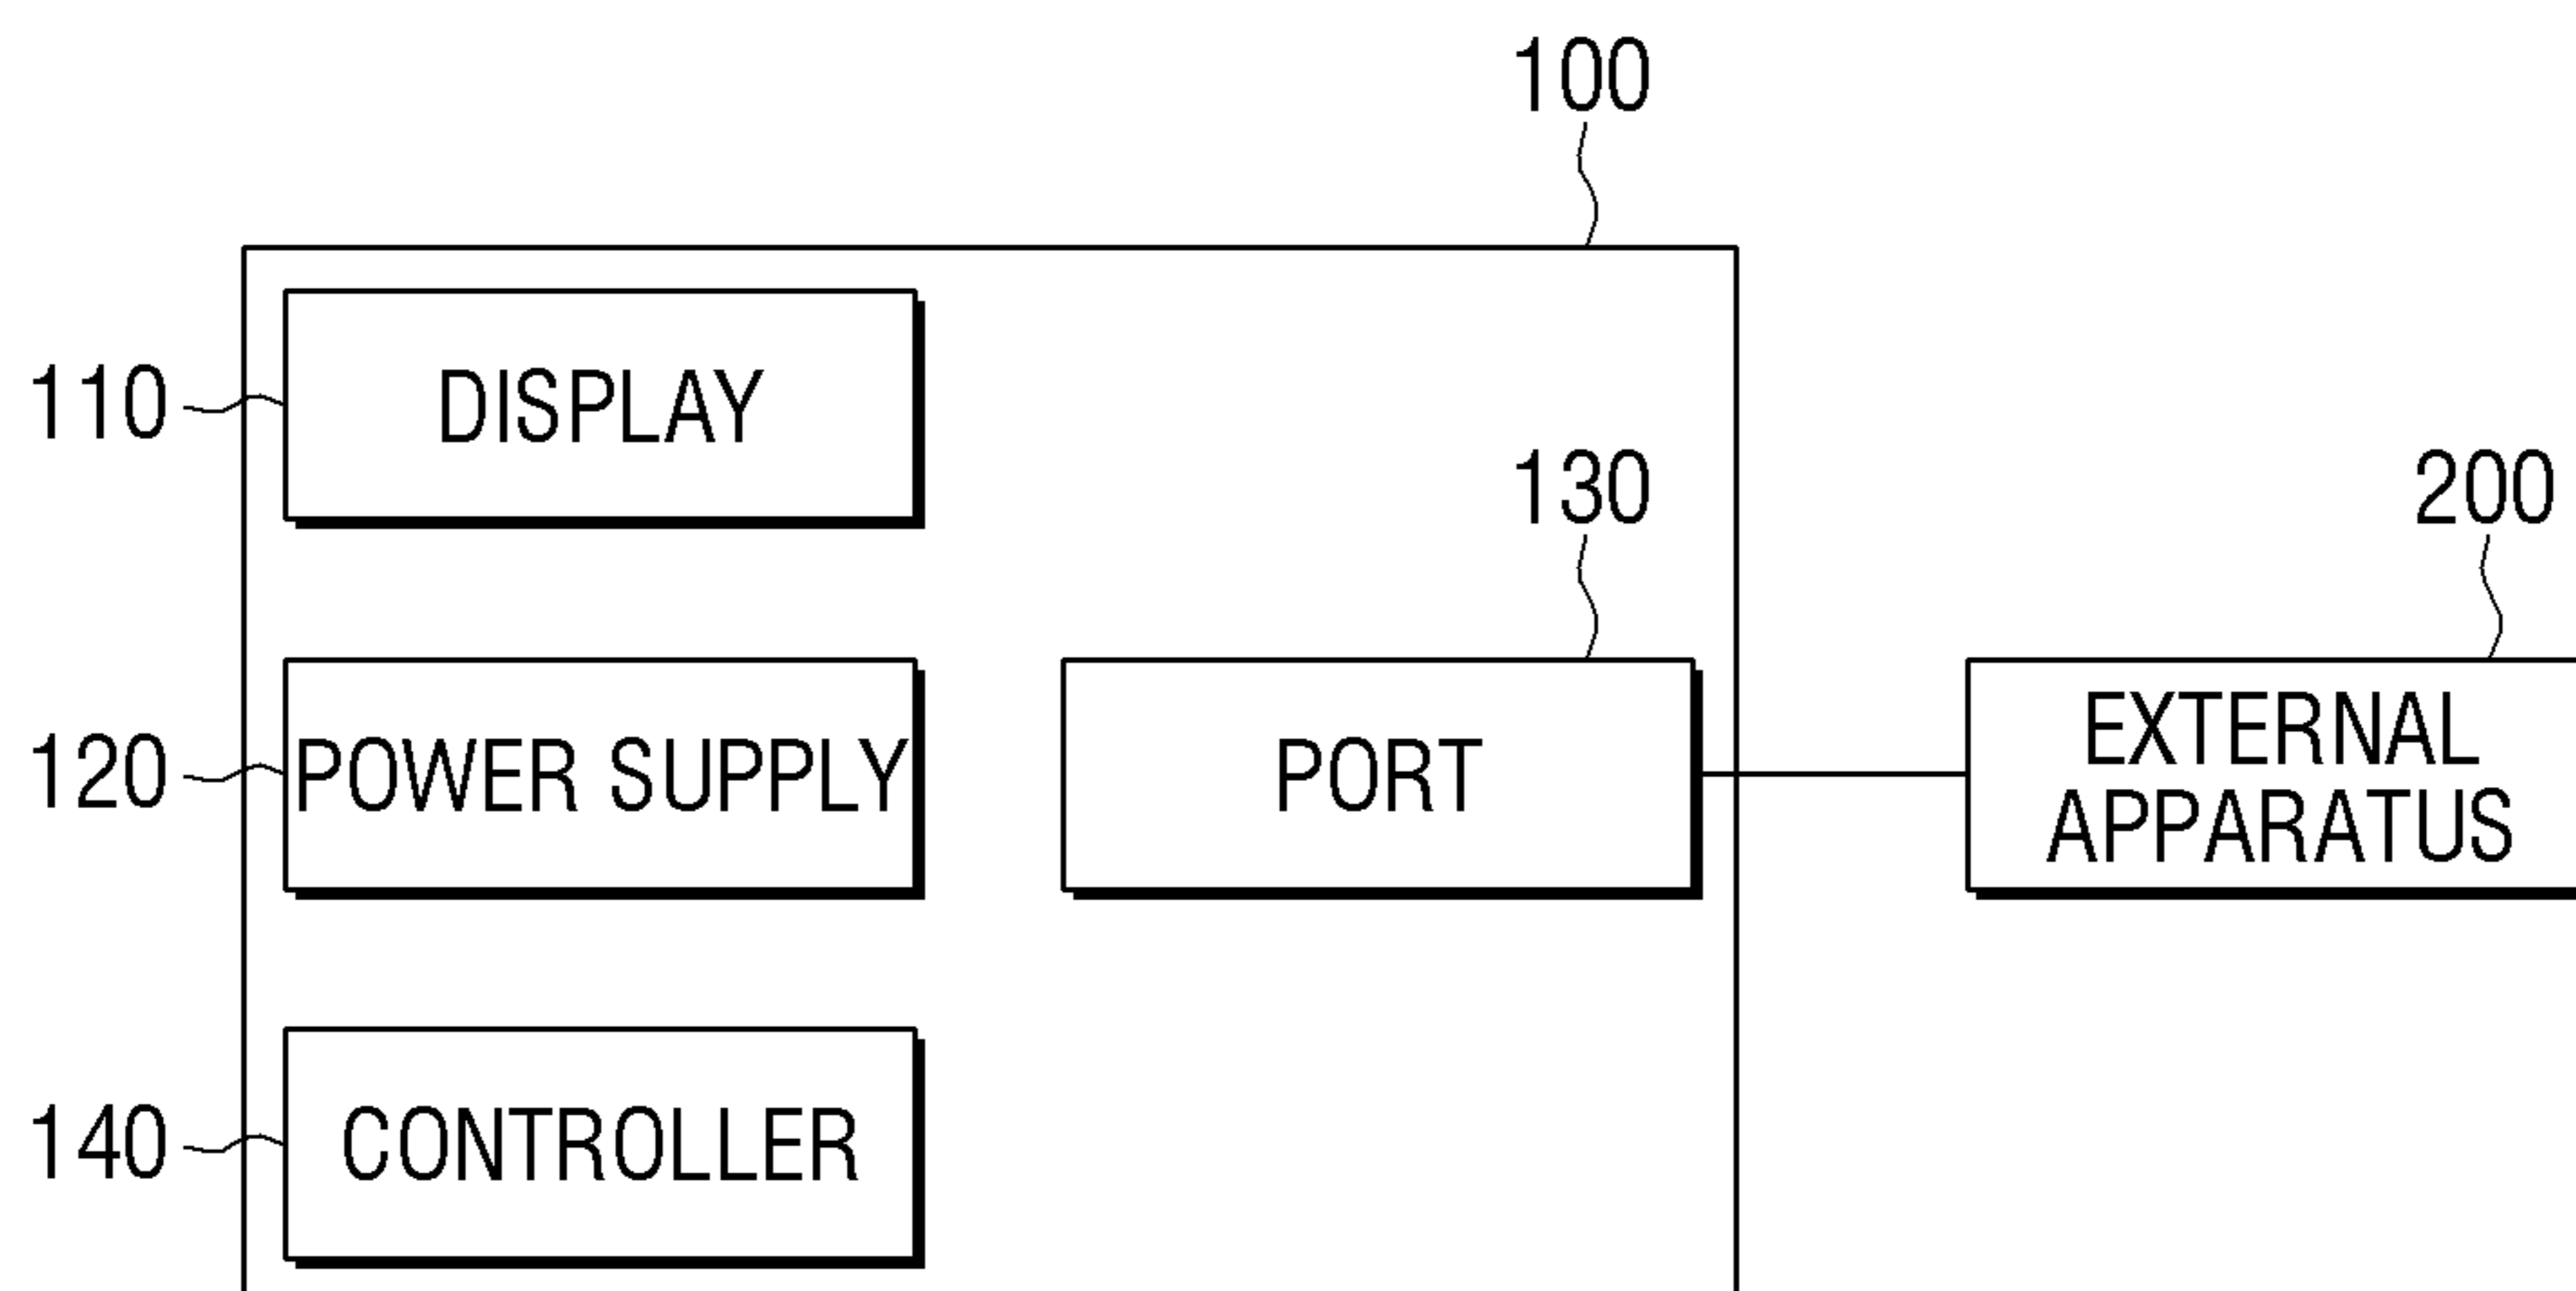 100
110
DISPLAY
130
200
120
POWER SUPPLY
PORT
EXTERNAL
APPARATUS
140
CONTROLLER